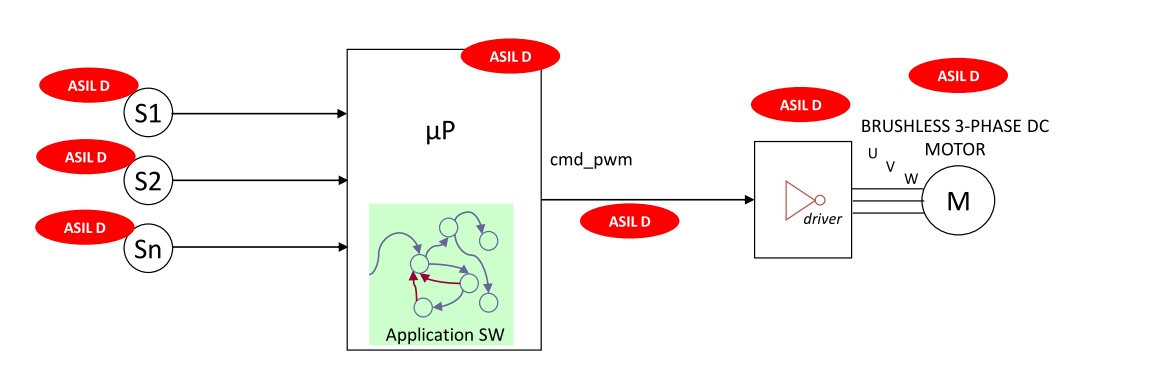 ASIL D
S1
ASIL D
S2
ASIL D
Sn
ASIL D
µP
Application SW
cmd_pwm
ASIL D
ASIL D
driver
ASIL D
BRUSHLESS 3-PHASE DC
MOTOR
U
V
W
M